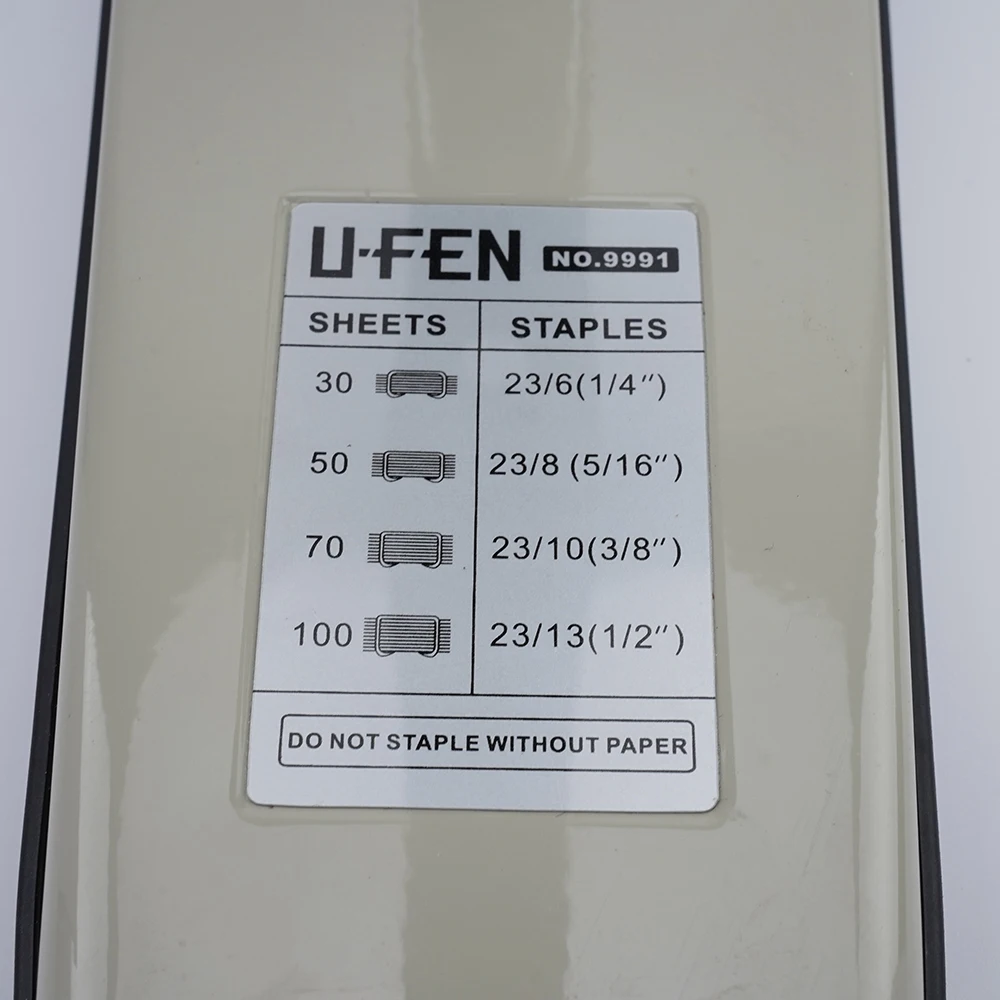 U-FEN NO.9991
SHEETS STAPLES
30 23/6(1/4″)
50 23/8 (5/16″)
70 23/10(3/8″)
100 23/13(1/2″)
DO NOT STAPLE WITHOUT PAPER